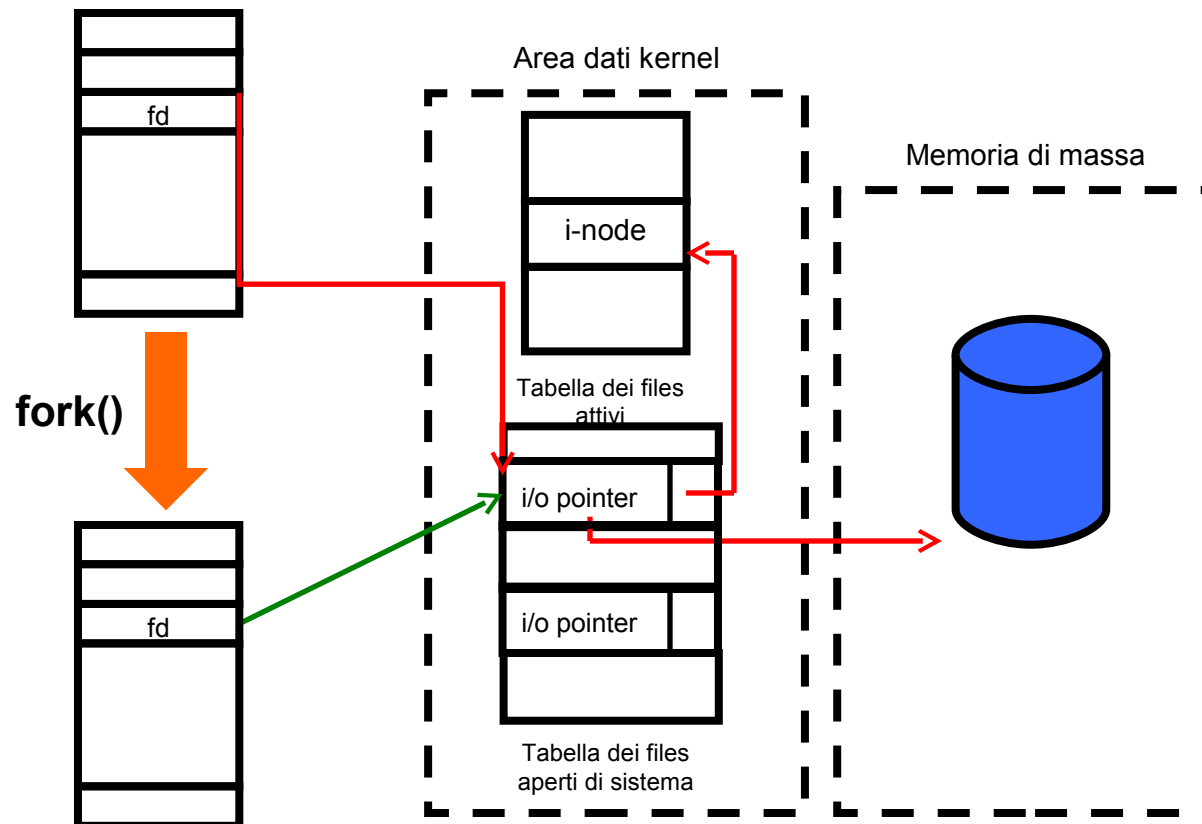 fd
fork()
fd
Area dati kernel
i-node
Tabella dei files
attivi
i/o pointer
i/o pointer
Tabella dei files
aperti di sistema
Memoria di massa